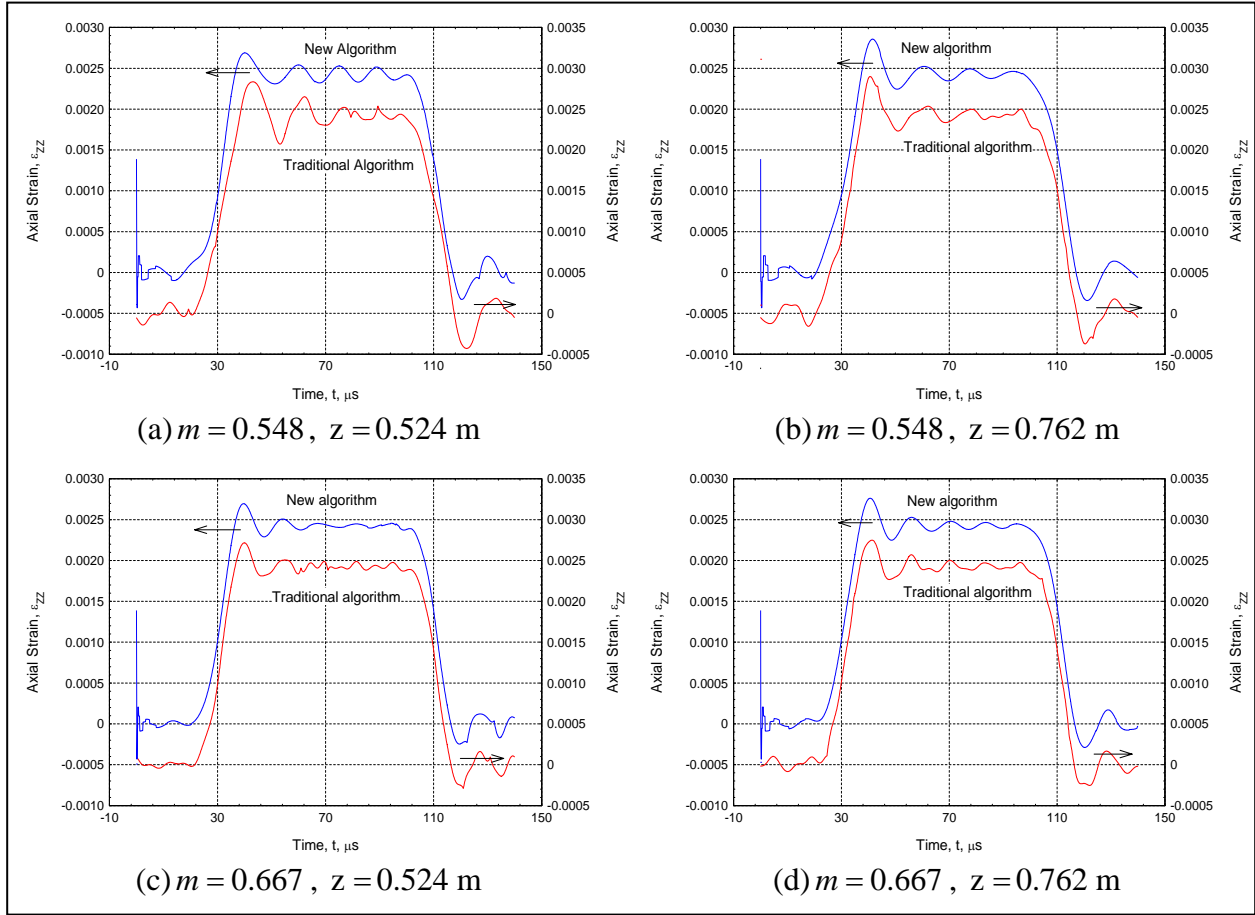 0.0030
0.0025
0.0020
0.0015
0.0010
0.0005
0
-0.0005
-0.0010
Axial Strain, εZZ
New Algorithm
Traditional Algorithm
0.0035
0.0030
0.0025
0.0020
0.0015
0.0010
0.0005
0
-0.0005
Axial Strain, εZZ
-10 30 70 110 150
Time, t, μs
(a) m = 0.548 , z = 0.524 m
0.0030
0.0025
0.0020
0.0015
0.0010
0.0005
0
-0.0005
-0.0010
Axial Strain, εZZ
New algorithm
Traditional algorithm
0.0035
0.0030
0.0025
0.0020
0.0015
0.0010
0.0005
0
-0.0005
Axial Strain, εZZ
-10 30 70 110 150
Time, t, μs
(b) m = 0.548 , z = 0.762 m
0.0030
0.0025
0.0020
0.0015
0.0010
0.0005
0
-0.0005
-0.0010
Axial Strain, εZZ
New algorithm
Traditional algorithm
0.0035
0.0030
0.0025
0.0020
0.0015
0.0010
0.0005
0
-0.0005
Axial Strain, εZZ
-10 30 70 110 150
Time, t, μs
(c) m = 0.667 , z = 0.524 m
0.0030
0.0025
0.0020
0.0015
0.0010
0.0005
0
-0.0005
-0.0010
Axial Strain, εZZ
New algorithm
Traditional algorithm
0.0035
0.0030
0.0025
0.0020
0.0015
0.0010
0.0005
0
-0.0005
Axial Strain, εZZ
-10 30 70 110 150
Time, t, μs
(d) m = 0.667 , z = 0.762 m